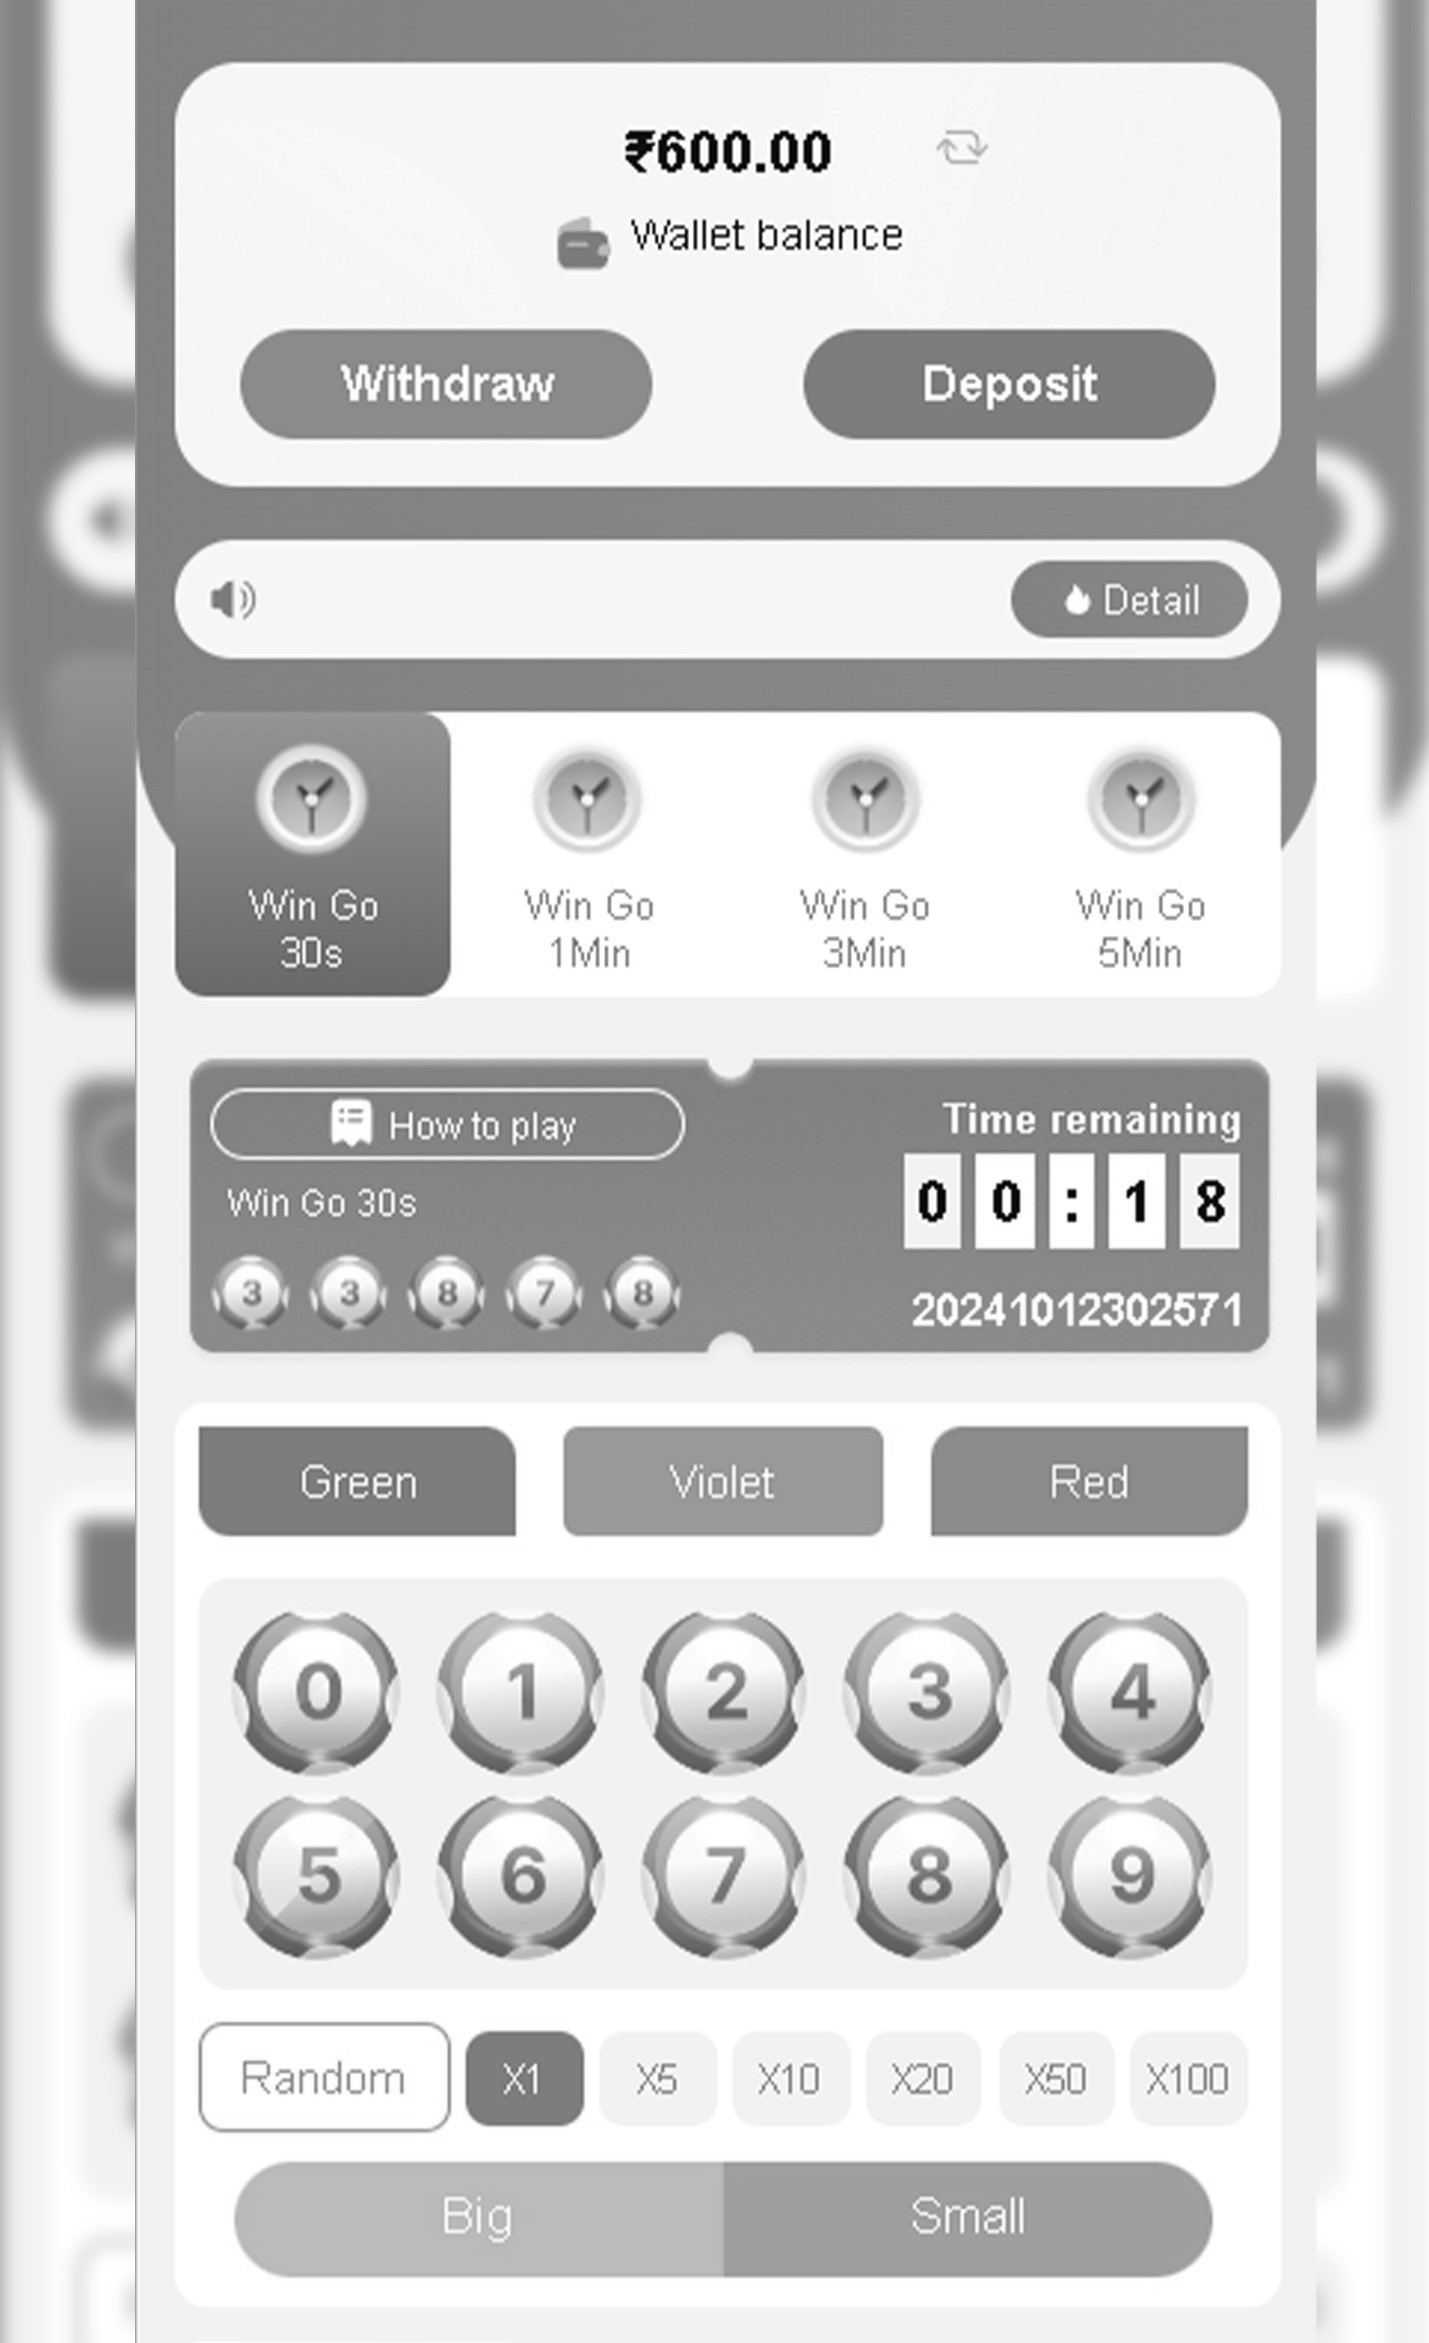 ₹600.00
Wallet balance
Withdraw
Deposit
Detail
Win Go
30s
Win Go
1Min
Win Go
3Min
Win Go
5Min
How to play
Win Go 30s
3 3 8 7 8
Time remaining
0 0 : 1 8
20241012302571
Green
Violet
Red
0 1 2 3 4
5 6 7 8 9
Random
X1
X5
X10
X20
X50
X100
Big
Small